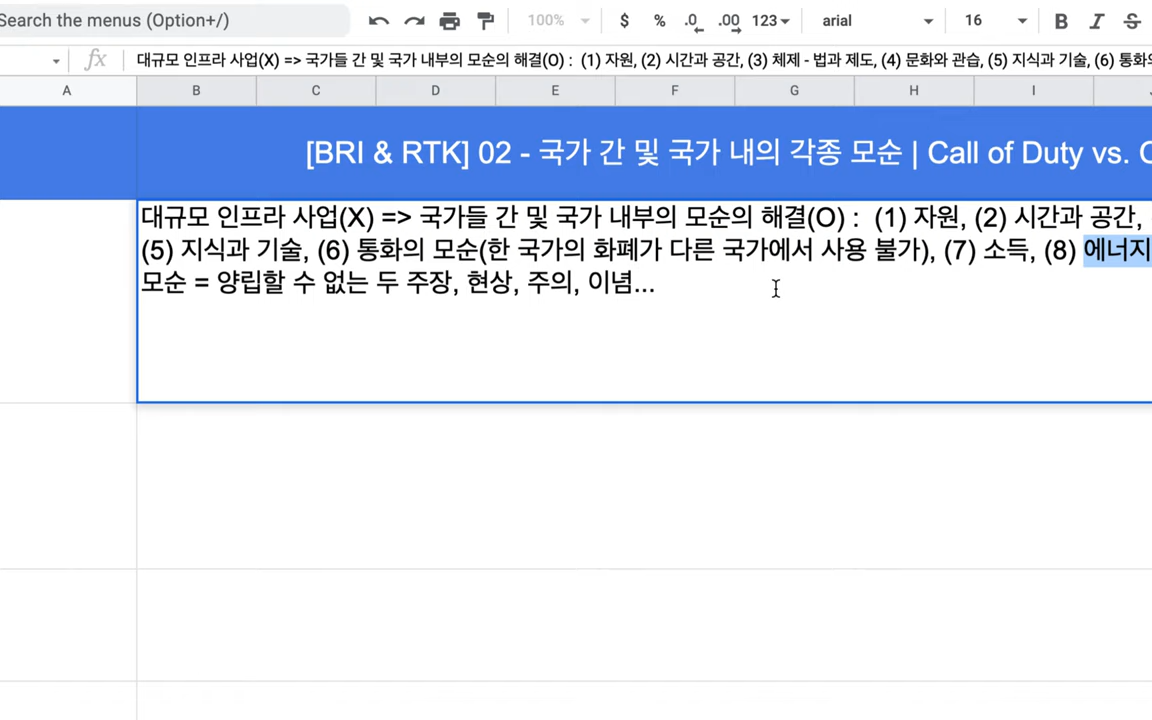 Search the menus (Option+/)
100%
$ % .0 .00 123
arial
16
B I S
fx
대규모 인프라 사업(X) => 국가들 간 및 국가 내부의 모순의 해결(O) : (1) 자원, (2) 시간과 공간, (3) 체제 - 법과 제도, (4) 문화와 관습, (5) 지식과 기술, (6) 통화의
A B C D E F G H I
[BRI & RTK] 02 - 국가 간 및 국가 내의 각종 모순 | Call of Duty vs.
대규모 인프라 사업(X) => 국가들 간 및 국가 내부의 모순의 해결(O) : (1) 자원, (2) 시간과 공간,
(5) 지식과 기술, (6) 통화의 모순(한 국가의 화폐가 다른 국가에서 사용 불가), (7) 소득, (8) 에너지
모순 = 양립할 수 없는 두 주장, 현상, 주의, 이념...